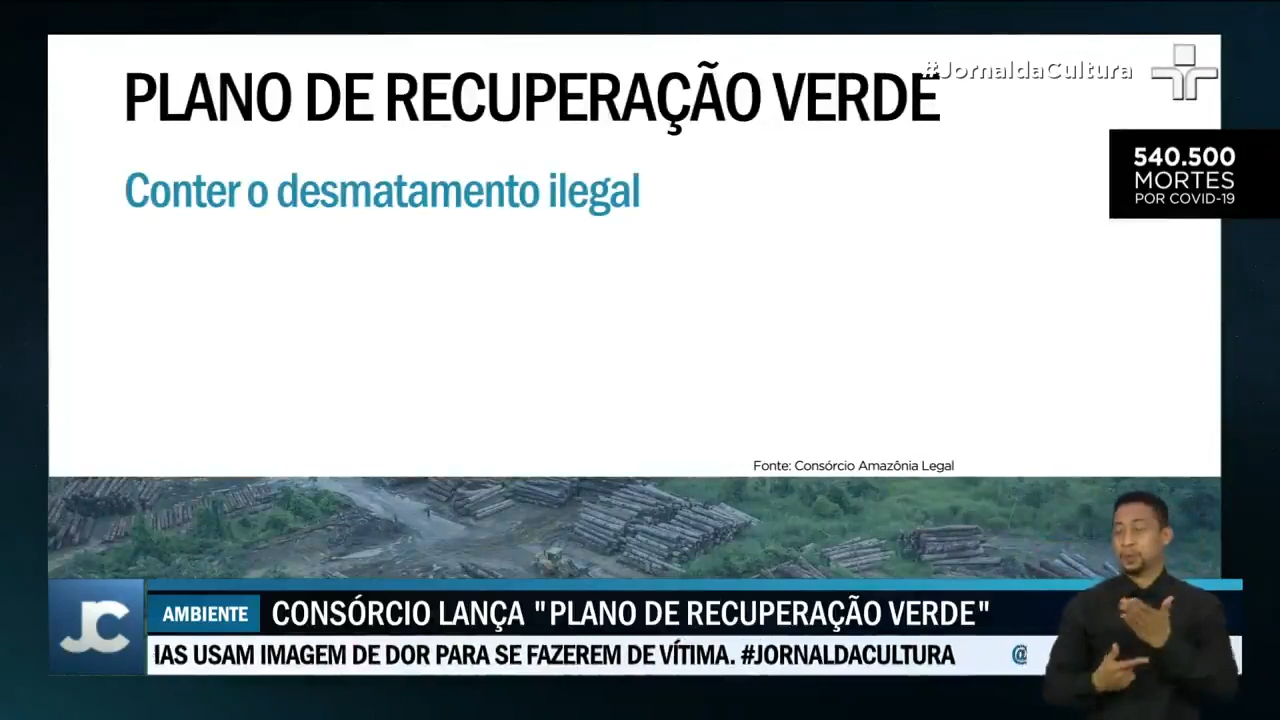 PLANO DE RECUPERAÇÃO VERDE
#JornaldaCultura
540.500
MORTES
POR COVID-19
Conter o desmatamento ilegal
Fonte: Consórcio Amazônia Legal
JC
AMBIENTE
CONSÓRCIO LANÇA "PLANO DE RECUPERAÇÃO VERDE"
IAS USAM IMAGEM DE DOR PARA SE FAZEREM DE VÍTIMA. #JORNALDACULTURA
@